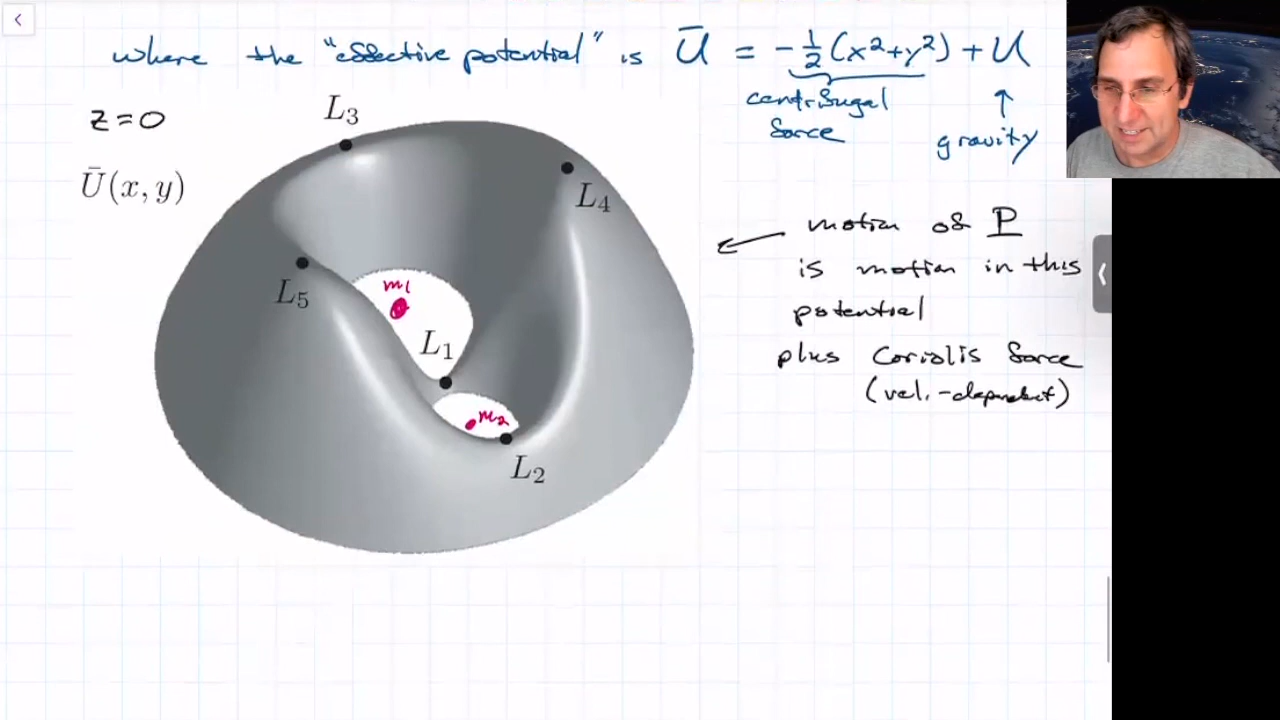 where the "effective potential" is Ū = -½(x²+y²) + U
centrifugal
force
gravity
z=0
Ū(x, y)
L₃
L₄
L₅
m₁
L₁
m₂
L₂
motion of P
is motion in this
potential
plus Coriolis force
(vel.-dependent)